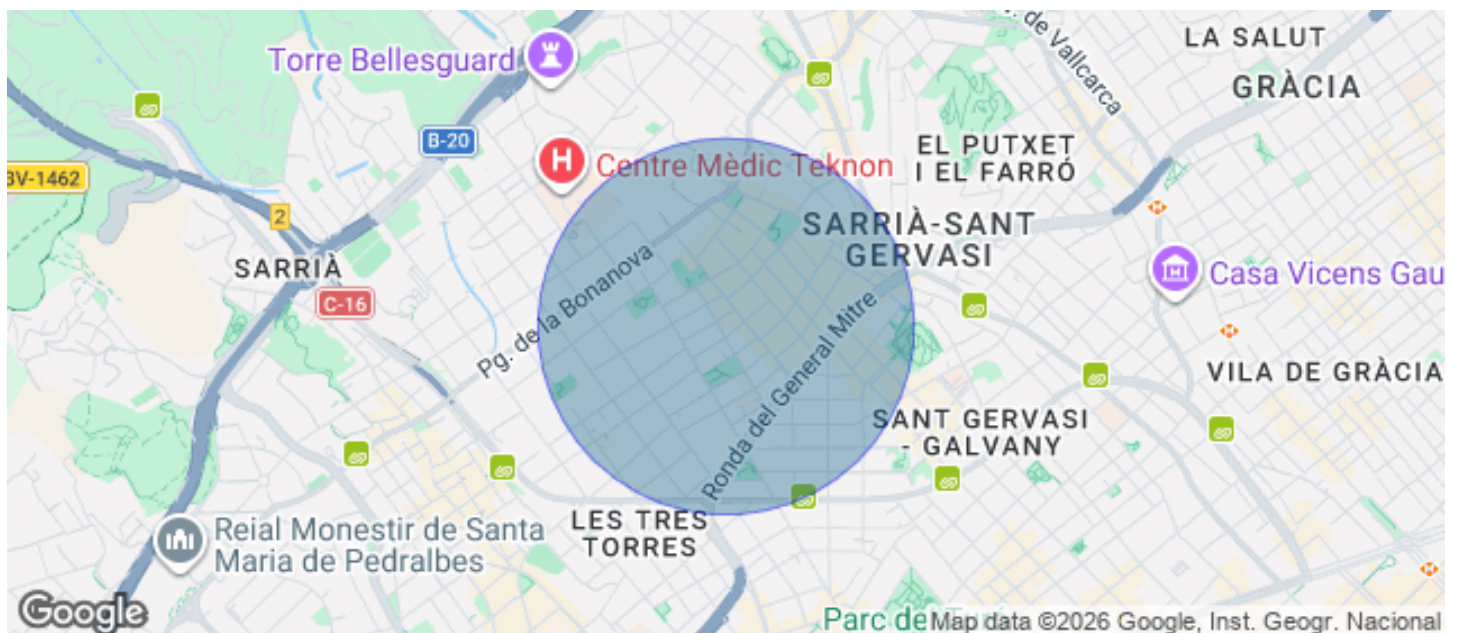 LA SALUT
GRÀCIA
de Vallcarca
Torre Bellesguard
B-20
EL PUTXET
I EL FARRÓ
H
Centre Mèdic Teknon
BV-1462
2
SARRIÀ-SANT
GERVASI
SARRIÀ
C-16
Pg. de la Bonanova
Casa Vicens Gau
Ronda del General Mitre
VILA DE GRÀCIA
SANT GERVASI
- GALVANY
LES TRES
TORRES
Reial Monestir de Santa
Maria de Pedralbes
Google
Parc de
Map data ©2026 Google, Inst. Geogr. Nacional